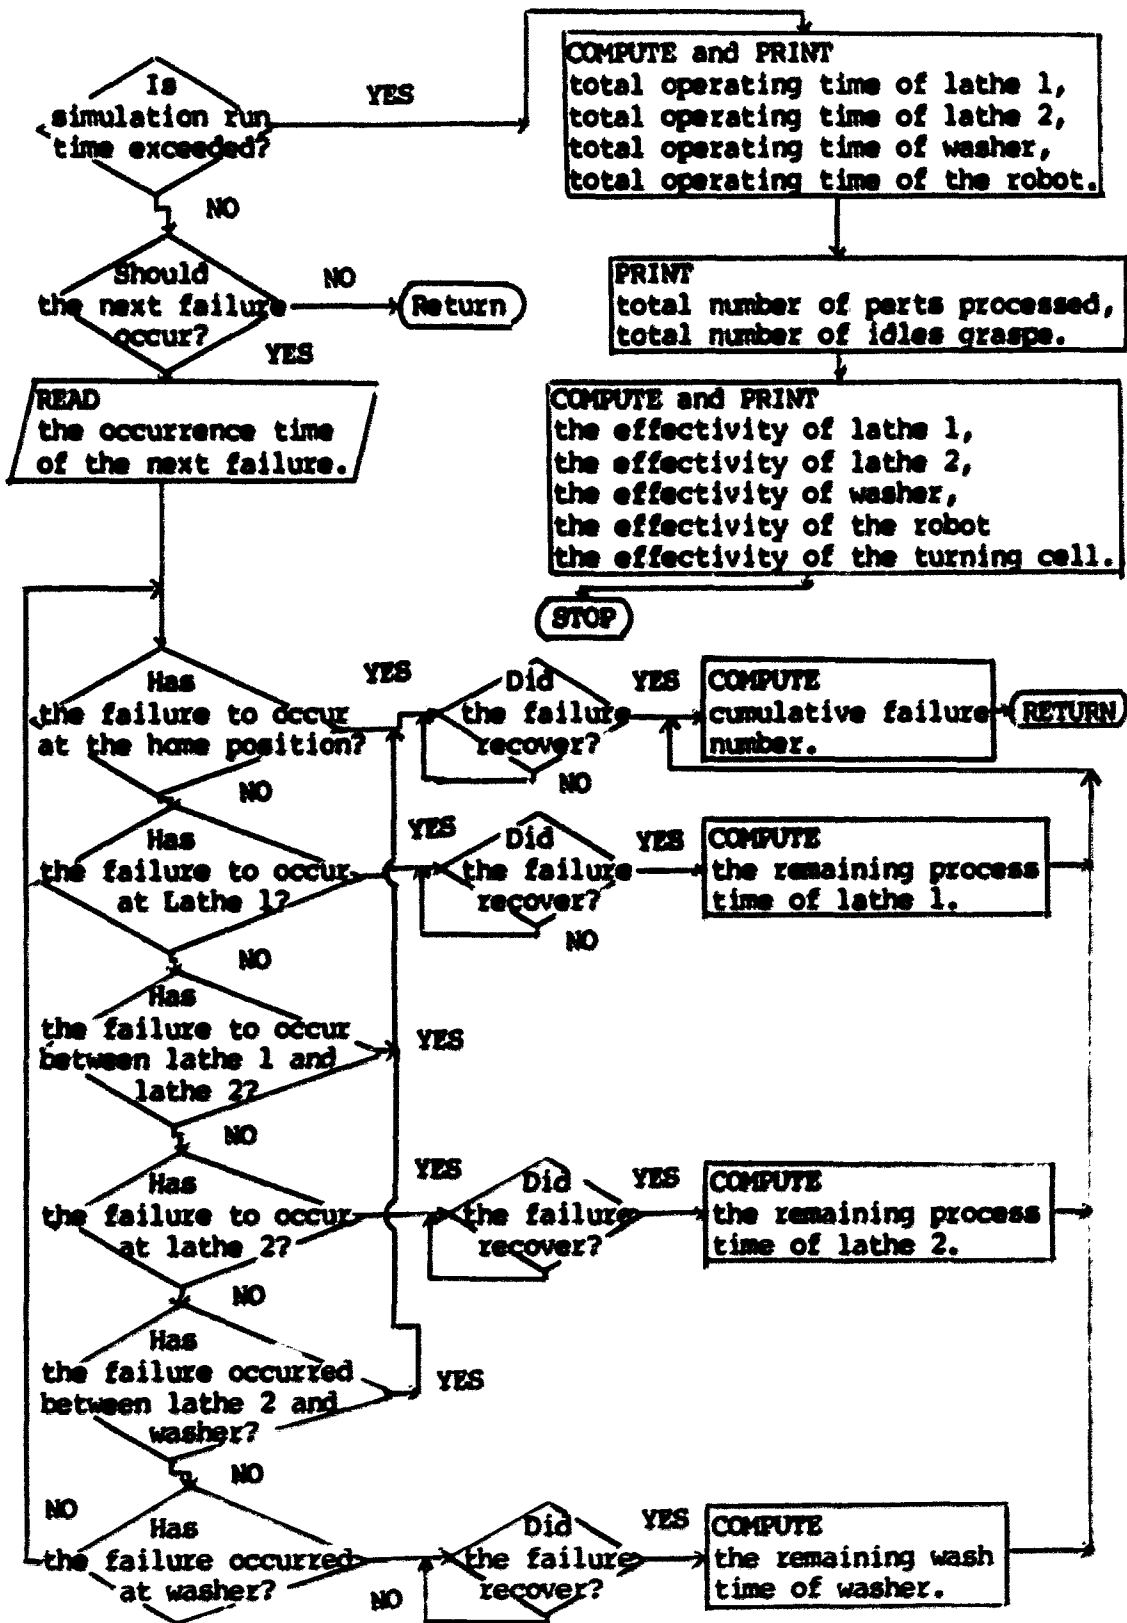 Is
simulation run
time exceeded?
YES
NO
COMPUTE and PRINT
total operating time of lathe 1,
total operating time of lathe 2,
total operating time of washer,
total operating time of the robot.
Should
the next failure
occur?
NO
Return
YES
PRINT
total number of parts processed,
total number of idles graspe.
READ
the occurrence time
of the next failure.
COMPUTE and PRINT
the effectivity of lathe 1,
the effectivity of lathe 2,
the effectivity of washer,
the effectivity of the robot
the effectivity of the turning cell.
STOP
Has
the failure to occur
at the home position?
YES
NO
Did
the failure
recover?
YES
NO
COMPUTE
cumulative failure
number.
RETURN
Has
the failure to occur
at Lathe 1?
YES
NO
Did
the failure
recover?
YES
NO
COMPUTE
the remaining process
time of lathe 1.
Has
the failure to occur
between lathe 1 and
lathe 2?
YES
NO
Has
the failure to occur
at lathe 2?
YES
NO
Did
the failure
recover?
YES
COMPUTE
the remaining process
time of lathe 2.
Has
the failure occurred
between lathe 2 and
washer?
YES
NO
NO
Has
the failure occurred
at washer?
NO
Did
the failure
recover?
YES
COMPUTE
the remaining wash
time of washer.